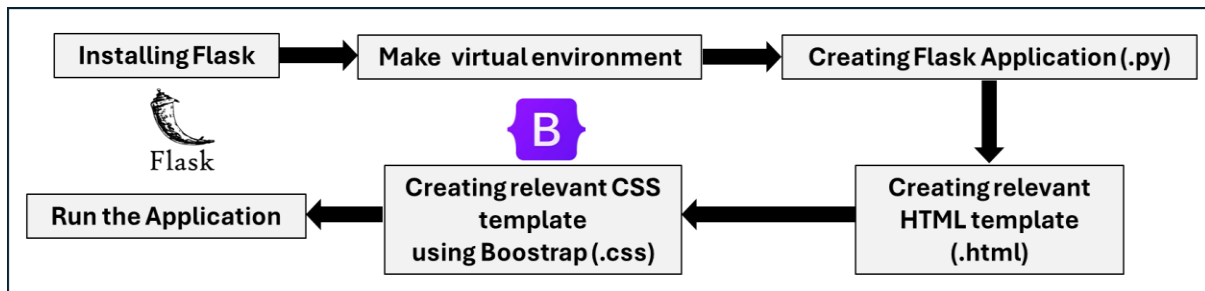 Installing Flask
Make virtual environment
Creating Flask Application (.py)
Flask
B
Creating relevant
HTML template
(.html)
Creating relevant CSS
template
using Boostrap (.css)
Run the Application